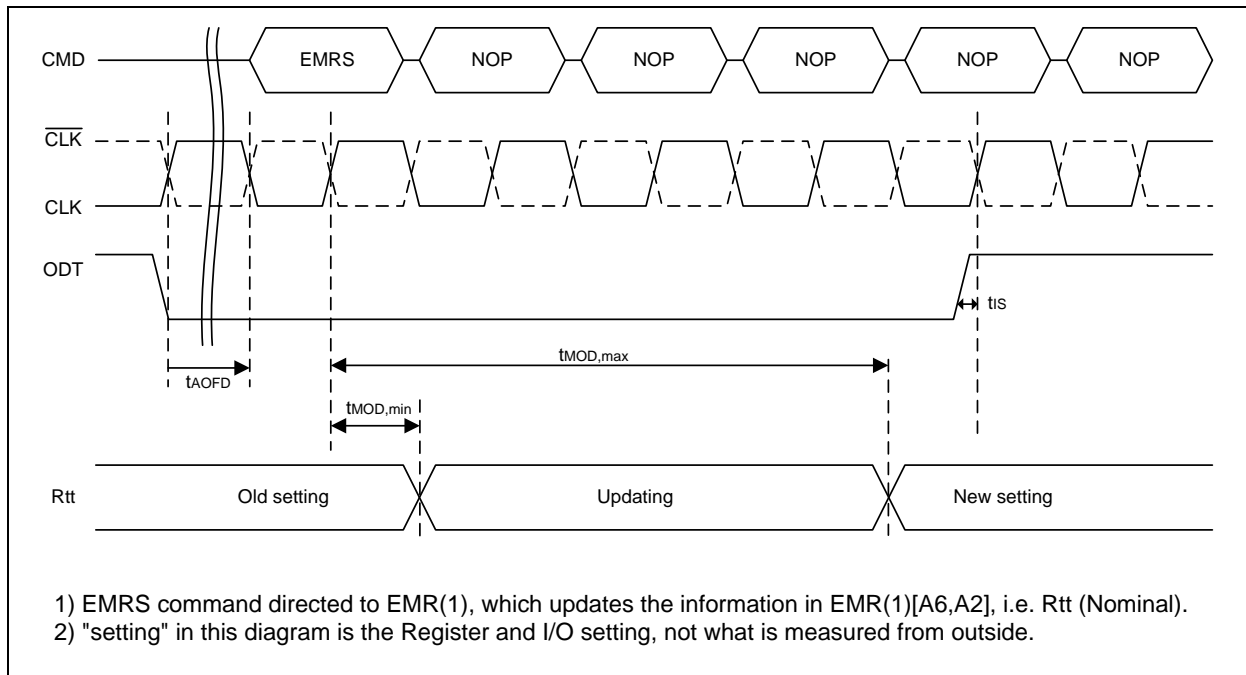 CMD EMRS NOP NOP NOP NOP NOP
CLK
CLK
ODT
tIS
tMOD,max
tAOFD
tMOD,min
Rtt Old setting Updating New setting
1) EMRS command directed to EMR(1), which updates the information in EMR(1)[A6,A2], i.e. Rtt (Nominal).
2) "setting" in this diagram is the Register and I/O setting, not what is measured from outside.